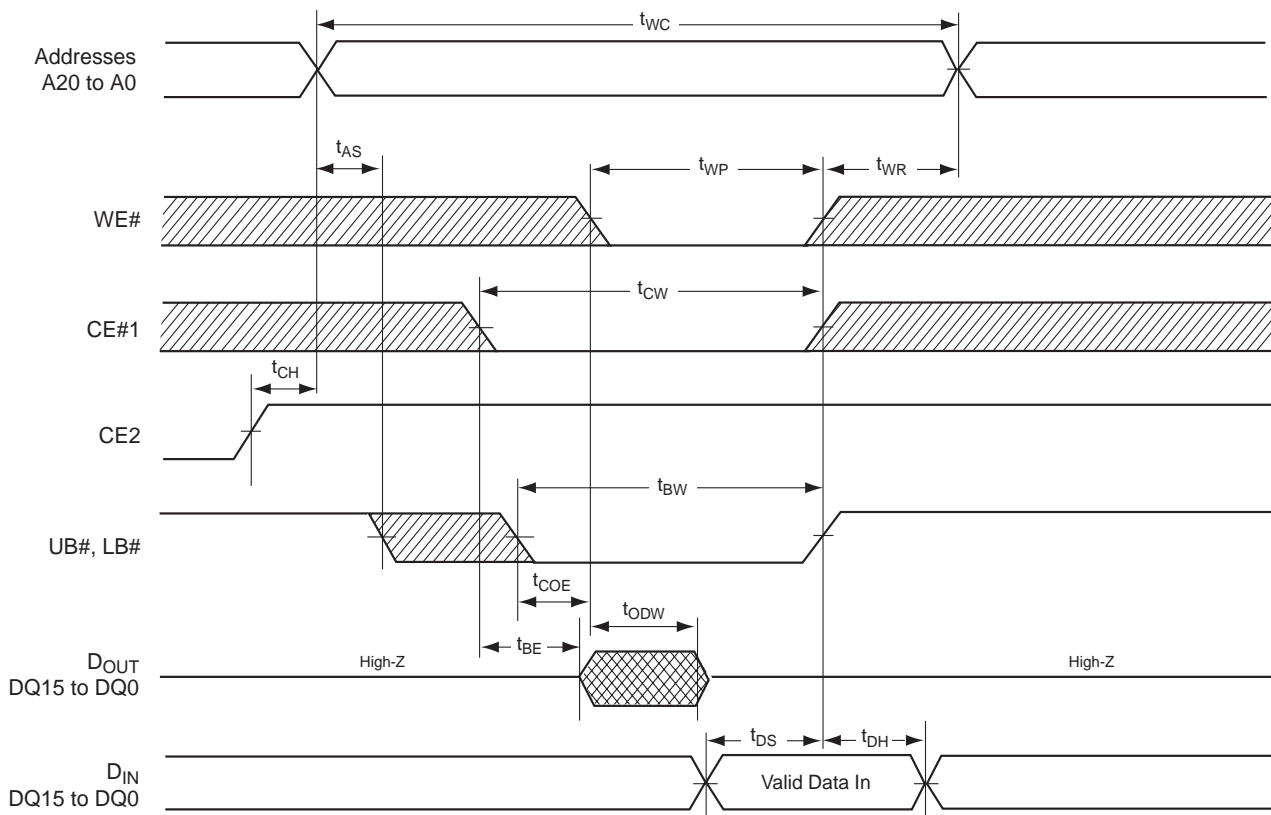 tWC
Addresses
A20 to A0
tAS
tWP
tWR
WE#
tCW
CE#1
tCH
CE2
tBW
UB#, LB#
tCOE
tODW
tBE
DOUT
DQ15 to DQ0
High-Z
High-Z
tDS
tDH
DIN
DQ15 to DQ0
Valid Data In